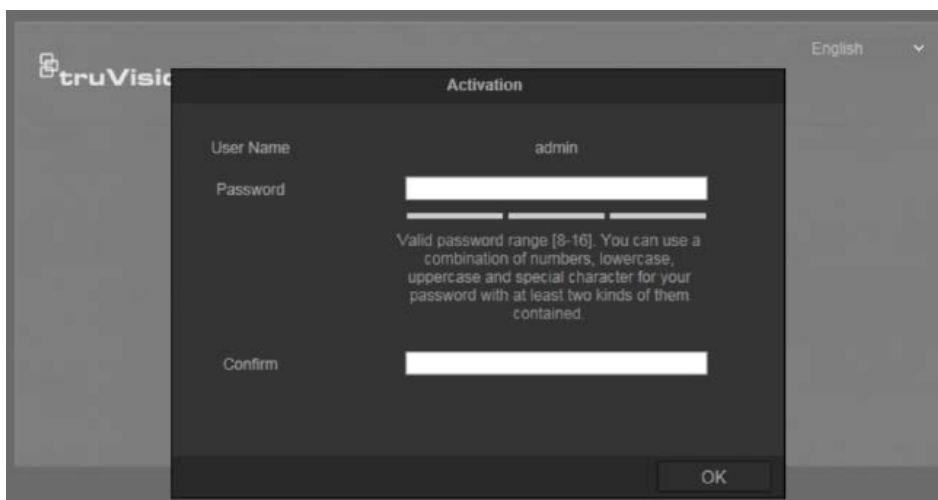 English
truVisio
Activation
User Name admin
Password
Valid password range [8-16]. You can use a
combination of numbers, lowercase,
uppercase and special character for your
password with at least two kinds of them
contained.
Confirm
OK